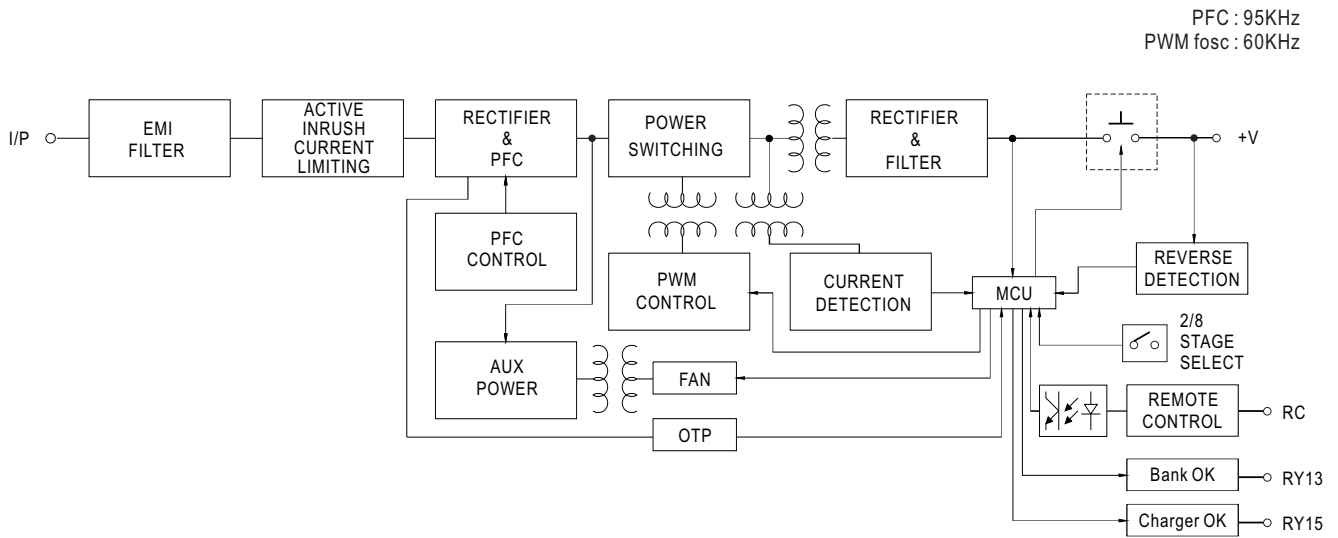 PFC : 95KHz
PWM fosc : 60KHz
I/P
EMI
FILTER
ACTIVE
INRUSH
CURRENT
LIMITING
RECTIFIER
&
PFC
POWER
SWITCHING
RECTIFIER
&
FILTER
+V
PFC
CONTROL
PWM
CONTROL
CURRENT
DETECTION
MCU
REVERSE
DETECTION
2/8
STAGE
SELECT
AUX
POWER
FAN
OTP
REMOTE
CONTROL
RC
Bank OK
RY13
Charger OK
RY15